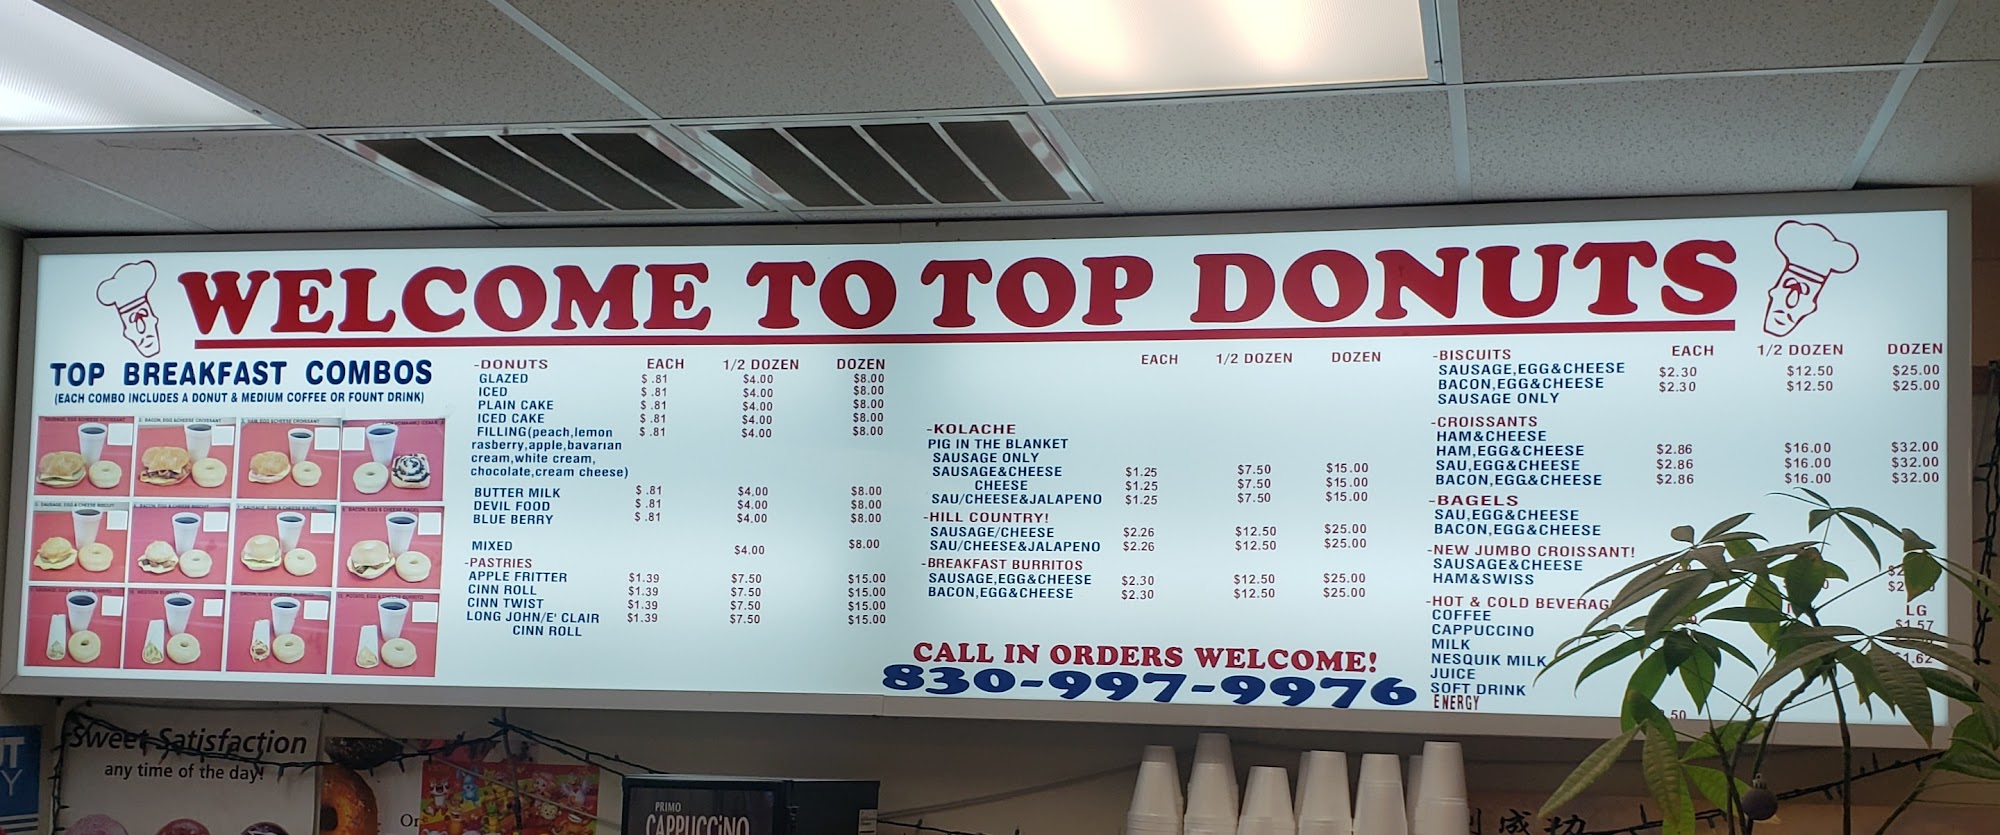 WELCOME TO TOP DONUTS
TOP BREAKFAST COMBOS
(EACH COMBO INCLUDES A DONUT & MEDIUM COFFEE OR FOUNT DRINK)
-DONUTS EACH 1/2 DOZEN DOZEN
GLAZED $ .81 $4.00 $8.00
ICED $ .81 $4.00 $8.00
PLAIN CAKE $ .81 $4.00 $8.00
ICED CAKE $ .81 $4.00 $8.00
FILLING(peach,lemon $ .81 $4.00 $8.00
rasberry,apple,bavarian
cream,white cream,
chocolate,cream cheese)
BUTTER MILK $ .81 $4.00 $8.00
DEVIL FOOD $ .81 $4.00 $8.00
BLUE BERRY $ .81 $4.00 $8.00
MIXED $4.00 $8.00
-PASTRIES
APPLE FRITTER $1.39 $7.50 $15.00
CINN ROLL $1.39 $7.50 $15.00
CINN TWIST $1.39 $7.50 $15.00
LONG JOHN/E' CLAIR $1.39 $7.50 $15.00
CINN ROLL
EACH 1/2 DOZEN DOZEN
-KOLACHE
PIG IN THE BLANKET
SAUSAGE ONLY
SAUSAGE&CHEESE $1.25 $7.50 $15.00
CHEESE $1.25 $7.50 $15.00
SAU/CHEESE&JALAPENO $1.25 $7.50 $15.00
-HILL COUNTRY!
SAUSAGE/CHEESE $2.26 $12.50 $25.00
SAU/CHEESE&JALAPENO $2.26 $12.50 $25.00
-BREAKFAST BURRITOS
SAUSAGE,EGG&CHEESE $2.30 $12.50 $25.00
BACON,EGG&CHEESE $2.30 $12.50 $25.00
CALL IN ORDERS WELCOME!
830-997-9976
-BISCUITS EACH 1/2 DOZEN DOZEN
SAUSAGE,EGG&CHEESE $2.30 $12.50 $25.00
BACON,EGG&CHEESE $2.30 $12.50 $25.00
SAUSAGE ONLY
-CROISSANTS
HAM&CHEESE
HAM,EGG&CHEESE $2.86 $16.00 $32.00
SAU,EGG&CHEESE $2.86 $16.00 $32.00
BACON,EGG&CHEESE $2.86 $16.00 $32.00
-BAGELS
SAU,EGG&CHEESE
BACON,EGG&CHEESE
-NEW JUMBO CROISSANT!
SAUSAGE&CHEESE
HAM&SWISS
-HOT & COLD BEVERAG LG
COFFEE $1.57
CAPPUCCINO
MILK
NESQUIK MILK 1.62
JUICE
SOFT DRINK
ENERGY .50
Sweet Satisfaction
any time of the day!
PRIMO
CAPPUCCINO